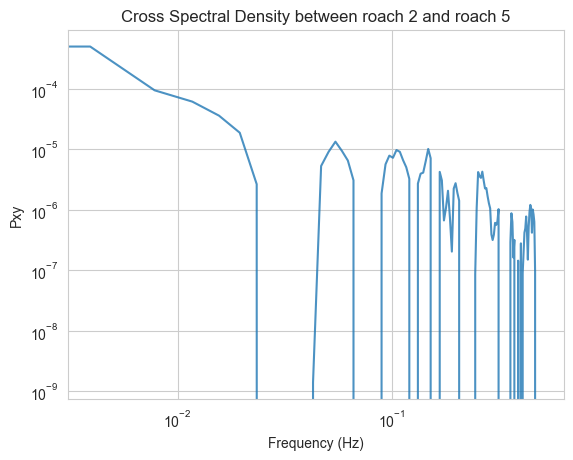 Cross Spectral Density between roach 2 and roach 5
10⁻⁴
10⁻⁵
10⁻⁶
10⁻⁷
10⁻⁸
10⁻⁹
Pxy
10⁻² 10⁻¹
Frequency (Hz)